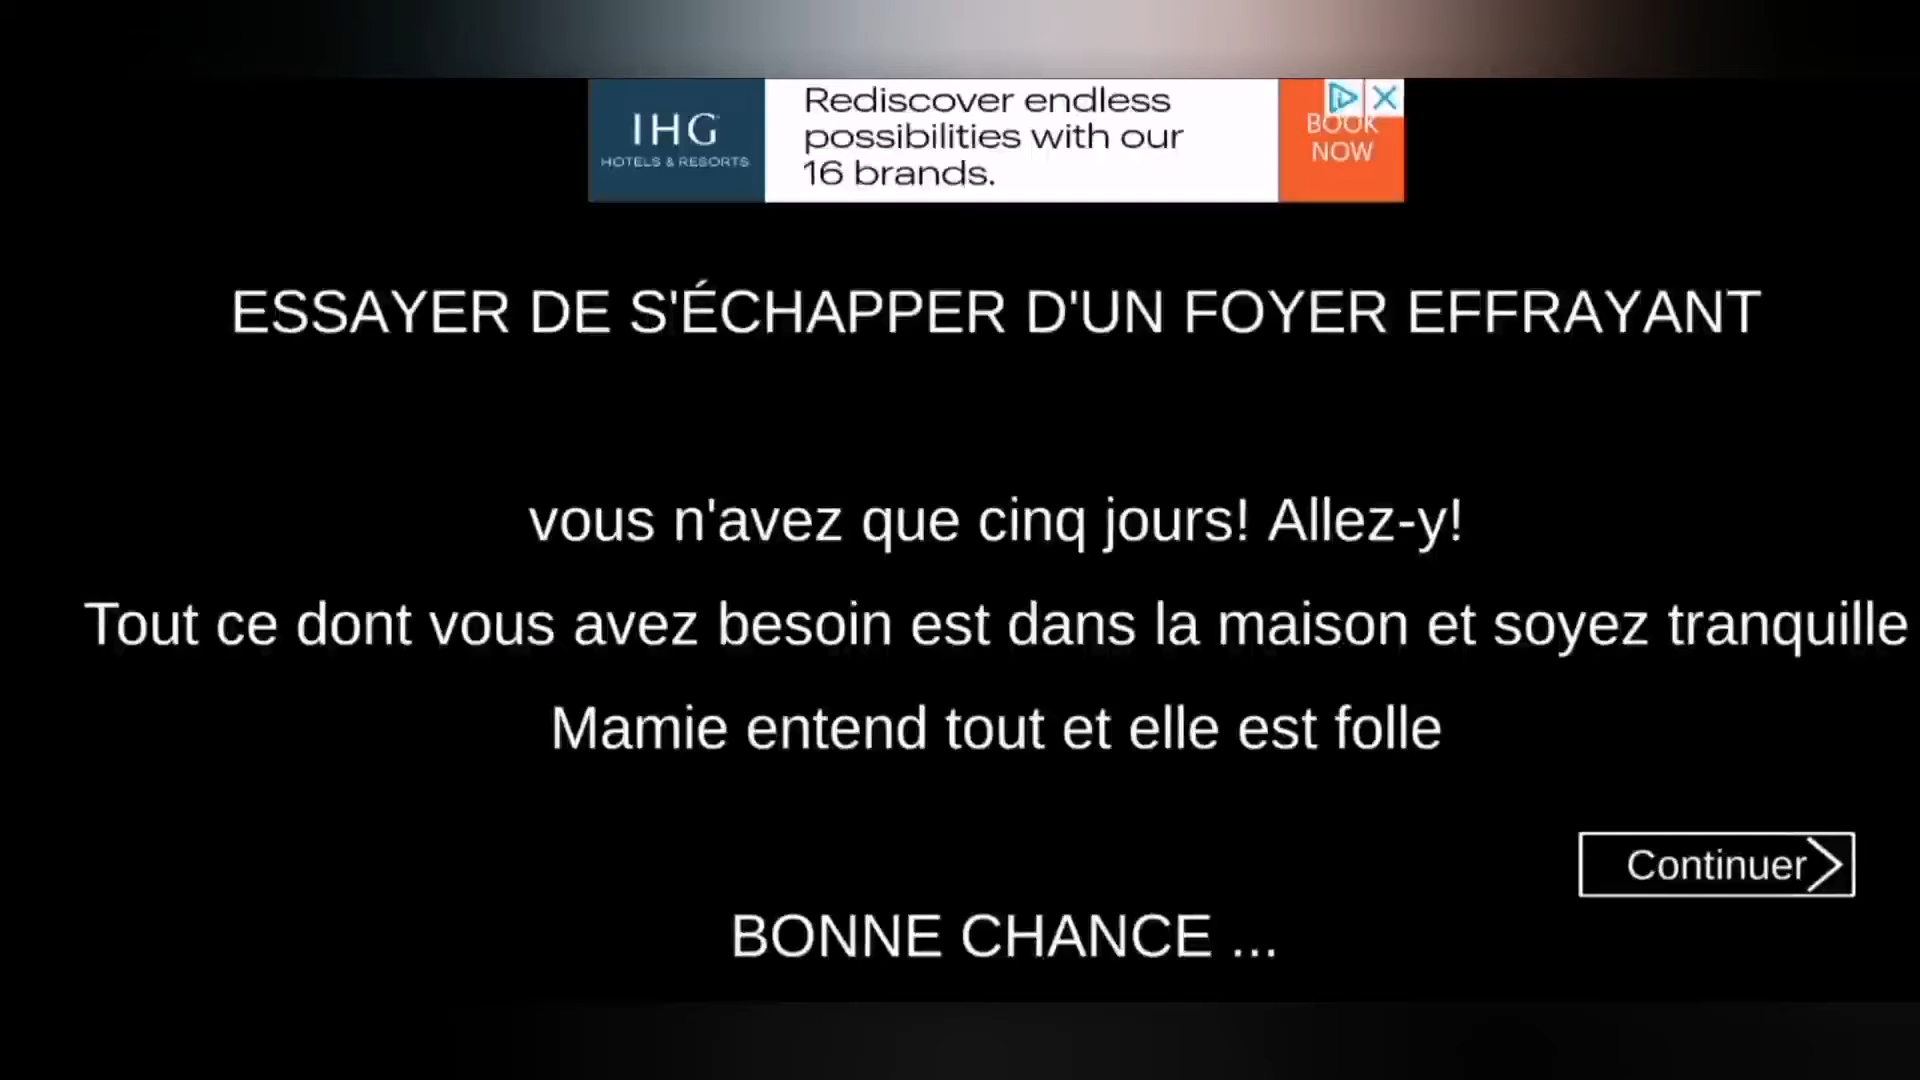 IHG
HOTELS & RESORTS
Rediscover endless
possibilities with our
16 brands.
BOOK
NOW
ESSAYER DE S'ÉCHAPPER D'UN FOYER EFFRAYANT
vous n'avez que cinq jours! Allez-y!
Tout ce dont vous avez besoin est dans la maison et soyez tranquille
Mamie entend tout et elle est folle
Continuer
BONNE CHANCE ...